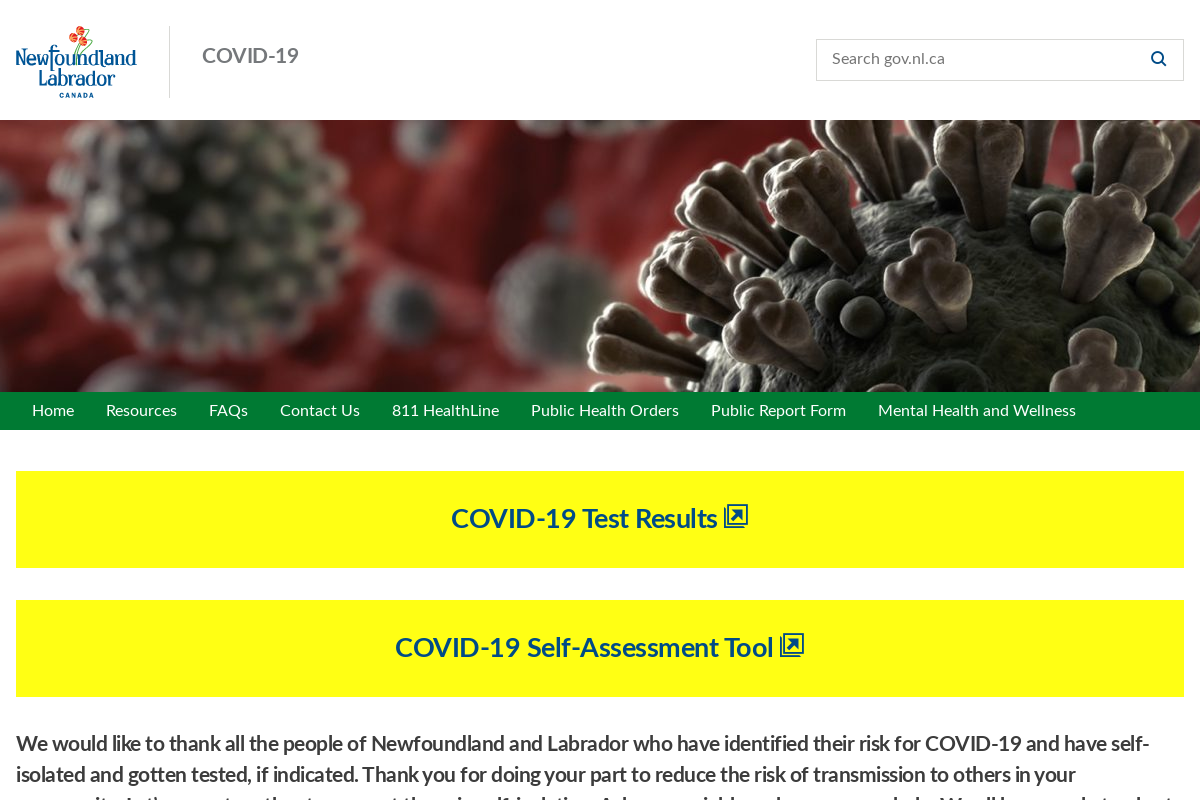 Newfoundland
Labrador
CANADA
COVID-19
Search gov.nl.ca
Home Resources FAQs Contact Us 811 HealthLine Public Health Orders Public Report Form Mental Health and Wellness
COVID-19 Test Results
COVID-19 Self-Assessment Tool
We would like to thank all the people of Newfoundland and Labrador who have identified their risk for COVID-19 and have self-
isolated and gotten tested, if indicated. Thank you for doing your part to reduce the risk of transmission to others in your